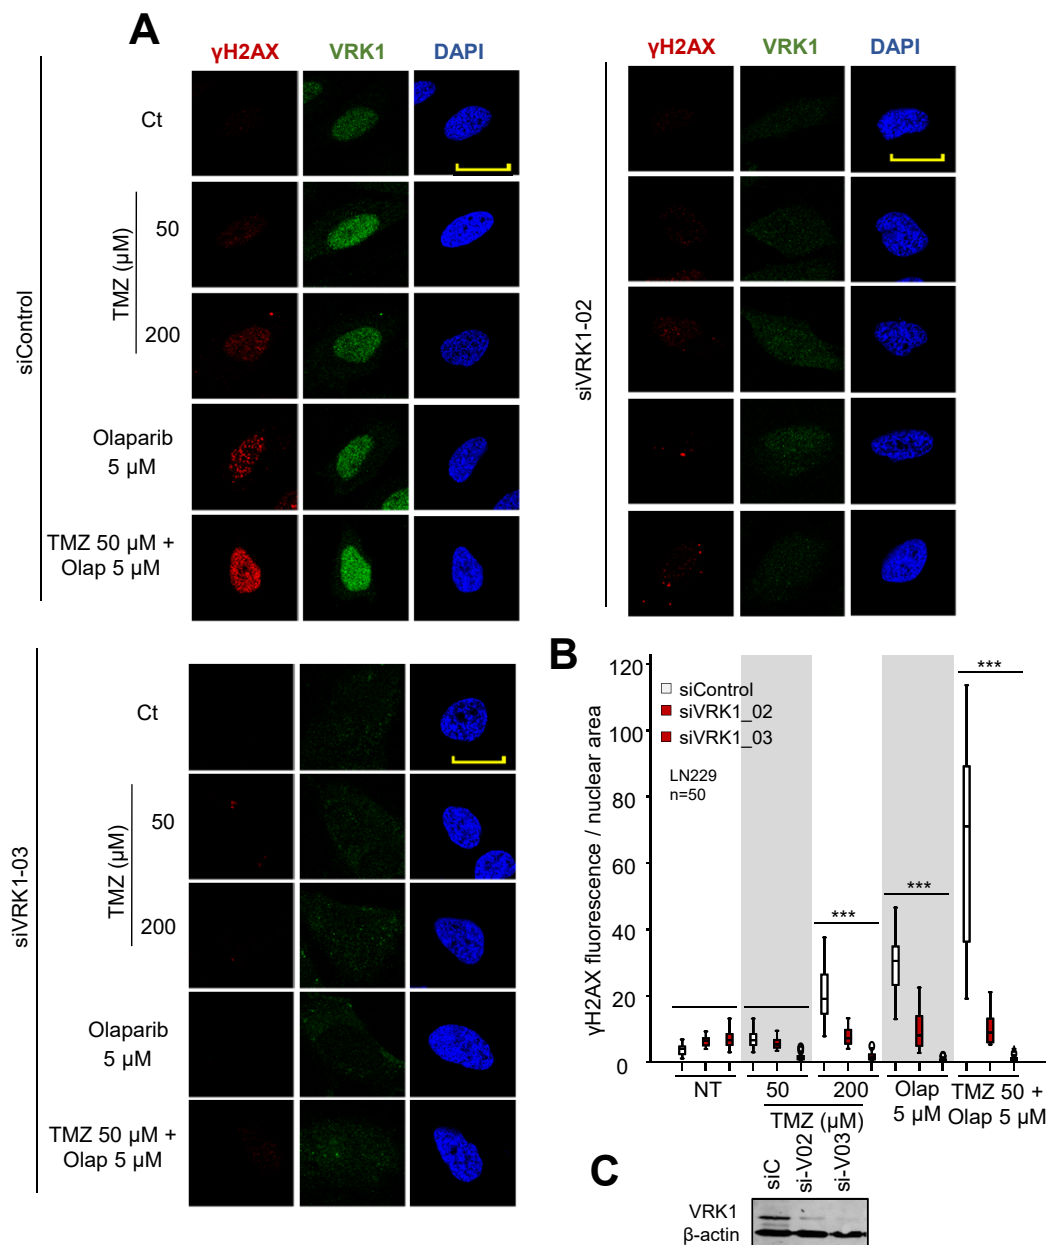 A
γH2AX VRK1 DAPI
Ct
50
TMZ (µM)
200
siControl
Olaparib
5 µM
TMZ 50 µM +
Olap 5 µM
γH2AX VRK1 DAPI
siVRK1-02
Ct
50
TMZ (µM)
200
siVRK1-03
Olaparib
5 µM
TMZ 50 µM +
Olap 5 µM
B
γH2AX fluorescence / nuclear area
120
100
80
60
40
20
0
siControl
siVRK1_02
siVRK1_03
LN229
n=50
***
***
***
NT
50 200
TMZ (µM)
Olap
5 µM
TMZ 50 +
Olap 5 µM
C
siC si-V02 si-V03
VRK1
β-actin